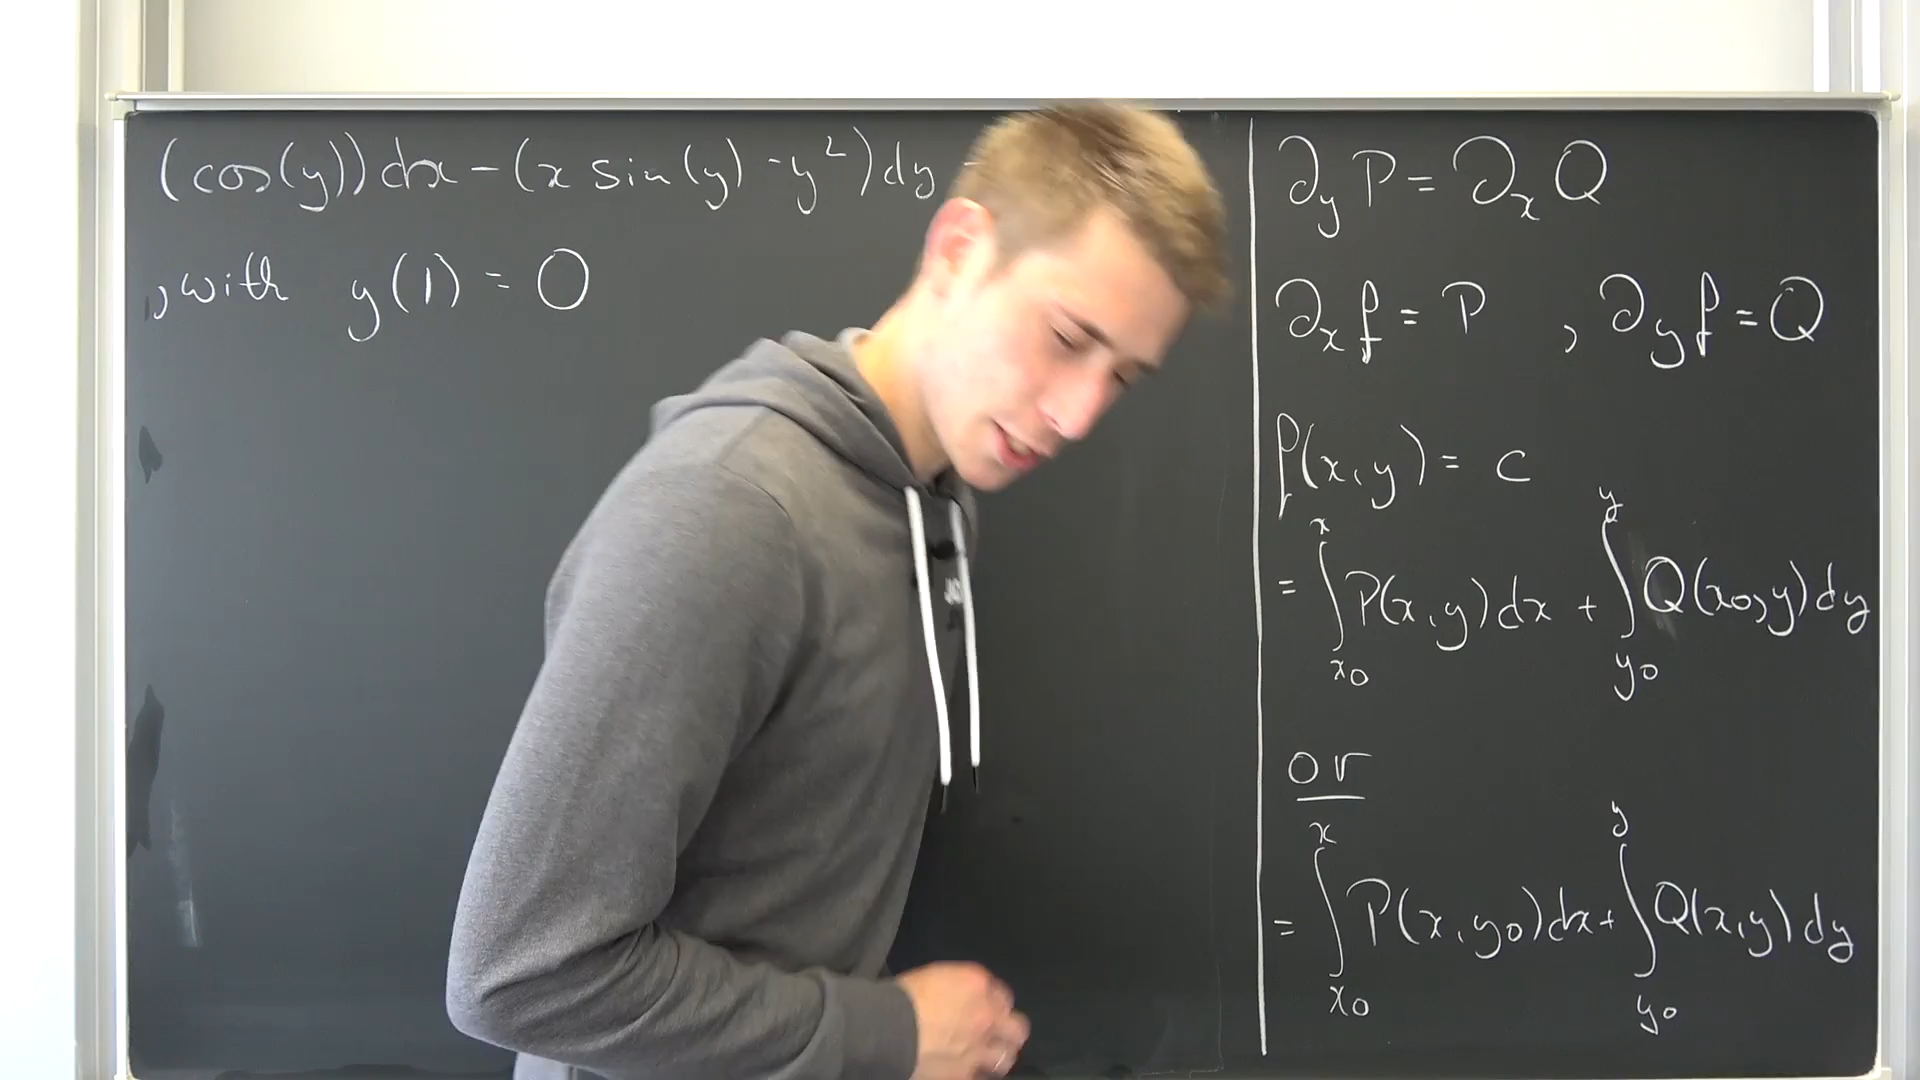 (cos(y))dx - (x sin(y) - y²)dy
, with y(1) = 0
∂y P = ∂x Q
∂x f = P , ∂y f = Q
f(x, y) = c
= ∫_{x0}^{x} P(x, y)dx + ∫_{y0}^{y} Q(x0, y)dy
or
= ∫_{x0}^{x} P(x, y0)dx + ∫_{y0}^{y} Q(x, y)dy